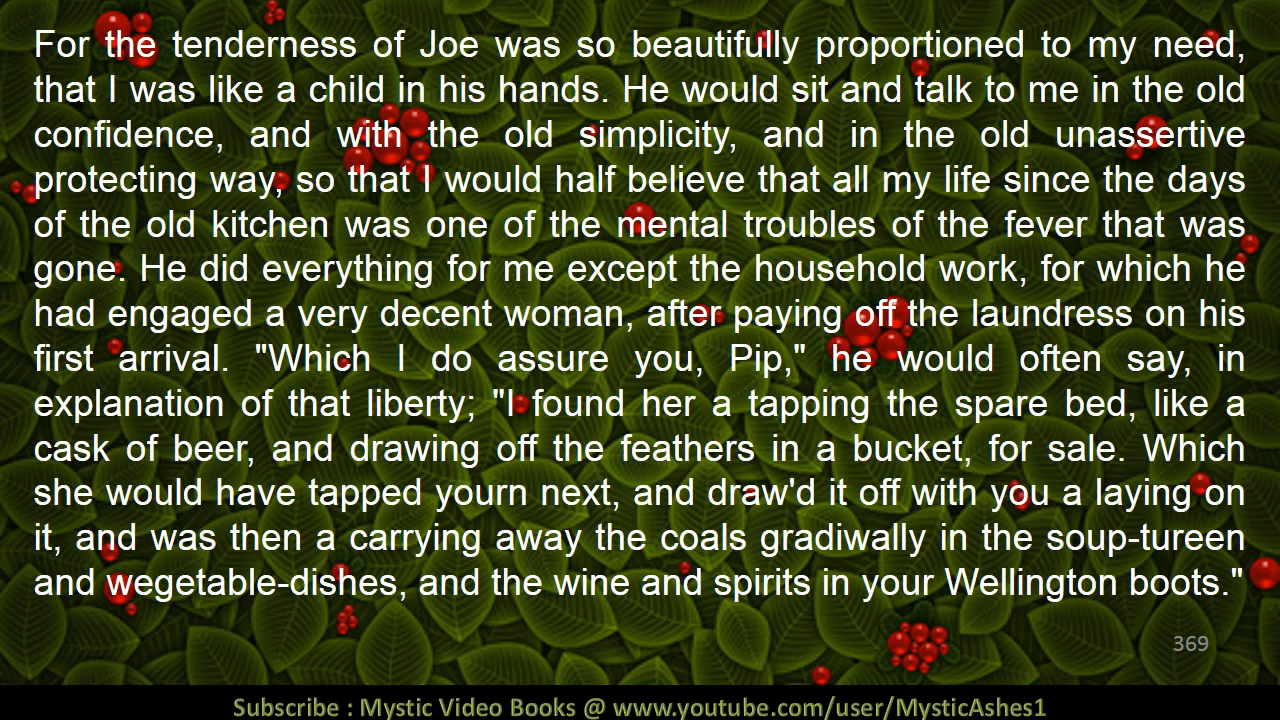 For the tenderness of Joe was so beautifully proportioned to my need,
that I was like a child in his hands. He would sit and talk to me in the old
confidence, and with the old simplicity, and in the old unassertive
protecting way, so that I would half believe that all my life since the days
of the old kitchen was one of the mental troubles of the fever that was
gone. He did everything for me except the household work, for which he
had engaged a very decent woman, after paying off the laundress on his
first arrival. "Which I do assure you, Pip," he would often say, in
explanation of that liberty; "I found her a tapping the spare bed, like a
cask of beer, and drawing off the feathers in a bucket, for sale. Which
she would have tapped yourn next, and draw'd it off with you a laying on
it, and was then a carrying away the coals gradiwally in the soup-tureen
and wegetable-dishes, and the wine and spirits in your Wellington boots."
369
Subscribe : Mystic Video Books @ www.youtube.com/user/MysticAshes1